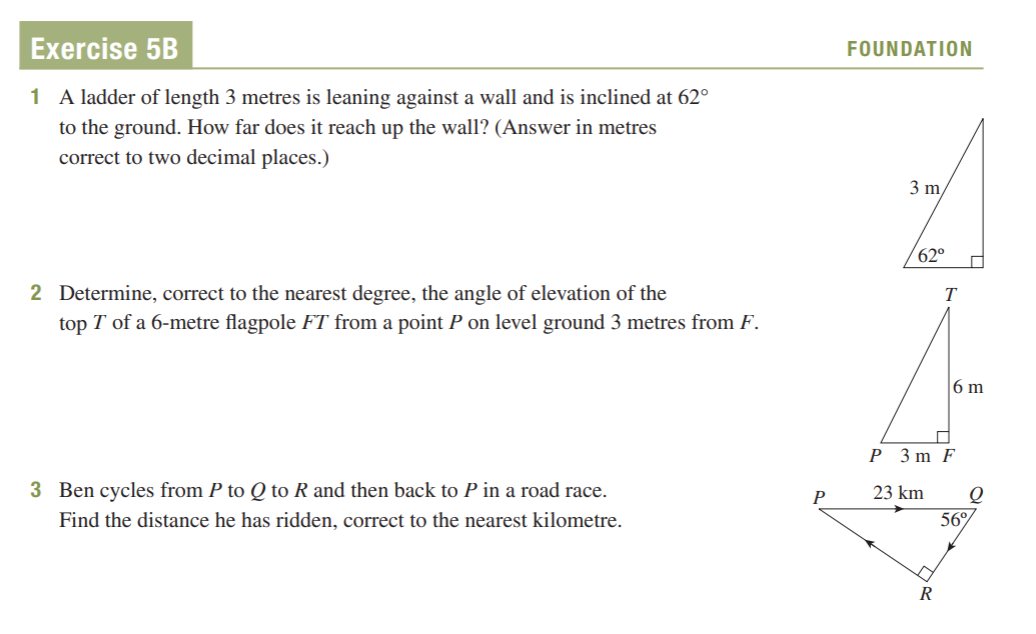 Exercise 5B
FOUNDATION
1 A ladder of length 3 metres is leaning against a wall and is inclined at 62°
to the ground. How far does it reach up the wall? (Answer in metres
correct to two decimal places.)
3 m
62º
2 Determine, correct to the nearest degree, the angle of elevation of the
top T of a 6-metre flagpole FT from a point P on level ground 3 metres from F.
T
6 m
P 3 m F
3 Ben cycles from P to Q to R and then back to P in a road race.
Find the distance he has ridden, correct to the nearest kilometre.
P 23 km Q
56º
R